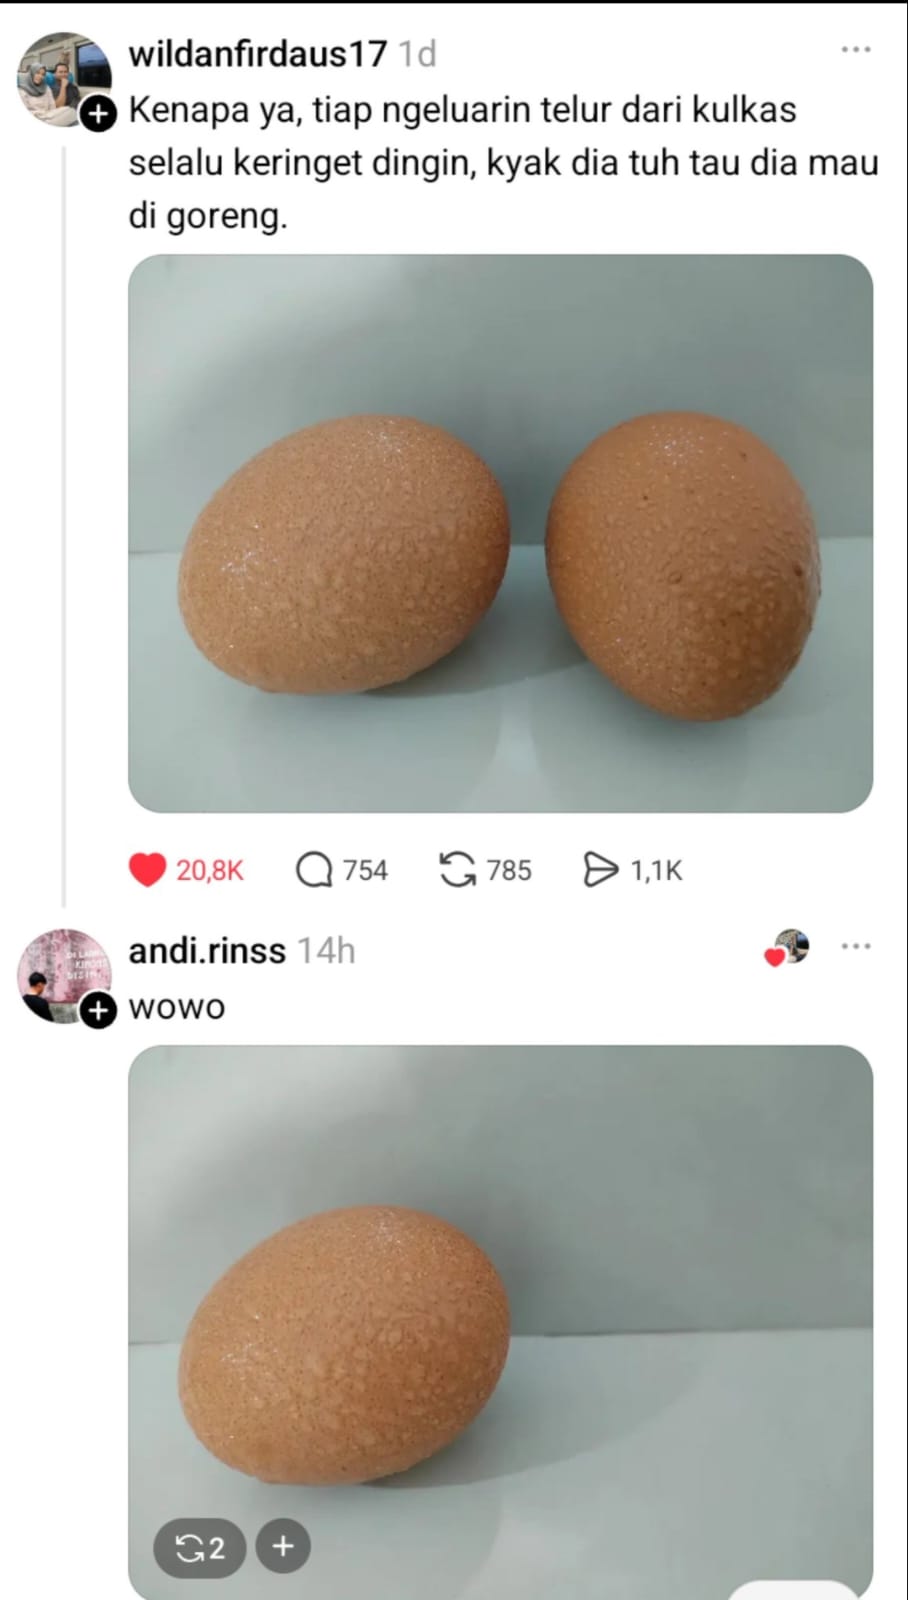 wildanfirdaus17 1d
Kenapa ya, tiap ngeluarin telur dari kulkas
selalu keringet dingin, kyak dia tuh tau dia mau
di goreng.
20,8K 754 785 1,1K
andi.rinss 14h
wowo
2